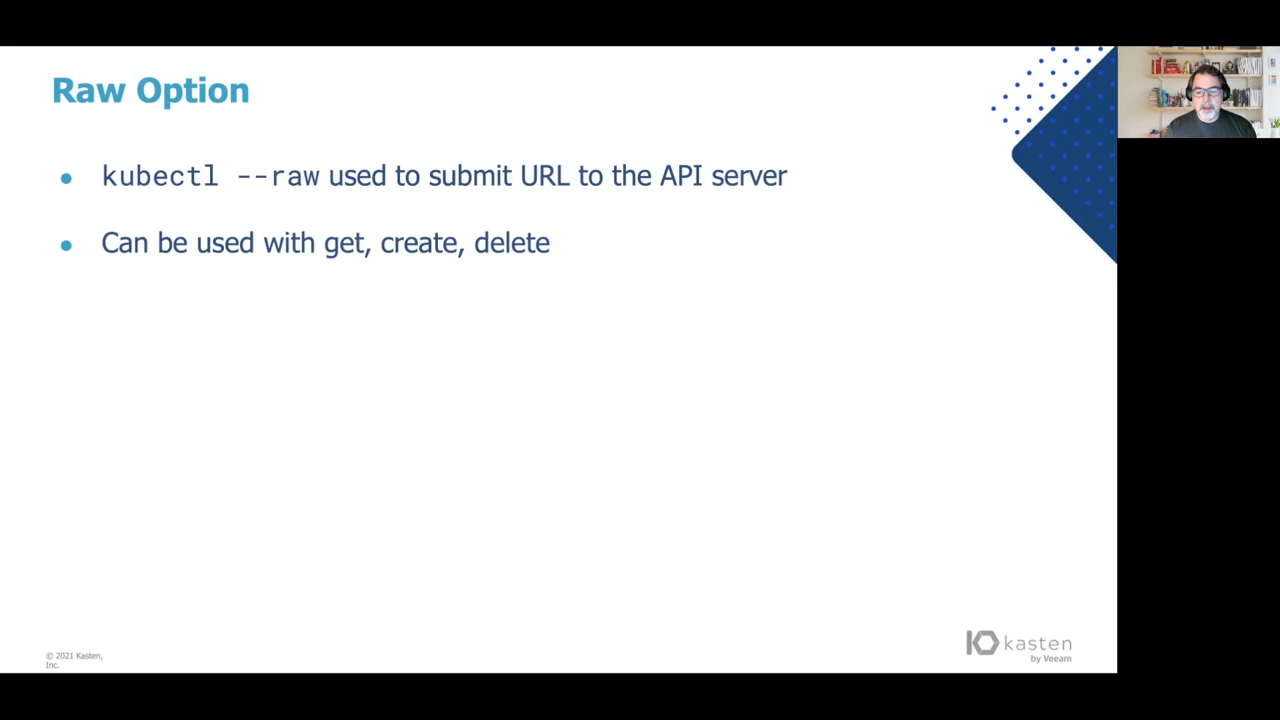 Raw Option
kubectl --raw used to submit URL to the API server
Can be used with get, create, delete
© 2021 Kasten,
Inc.
kasten
by Veeam